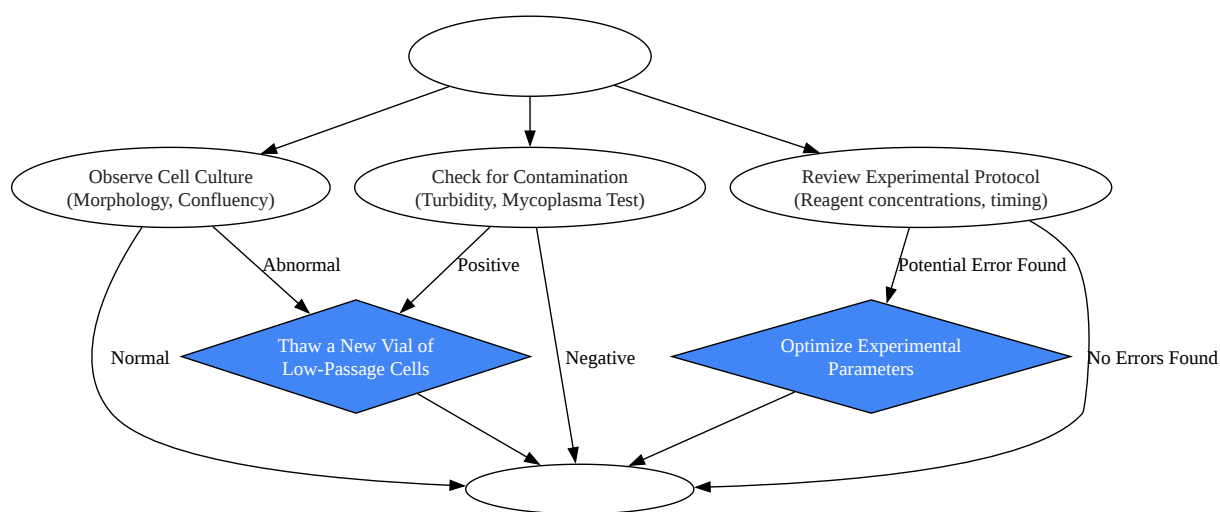 Observe Cell Culture
(Morphology, Confluency)
Check for Contamination
(Turbidity, Mycoplasma Test)
Review Experimental Protocol
(Reagent concentrations, timing)
Abnormal
Positive
Potential Error Found
Normal
Thaw a New Vial of
Low-Passage Cells
Negative
Optimize Experimental
Parameters
No Errors Found